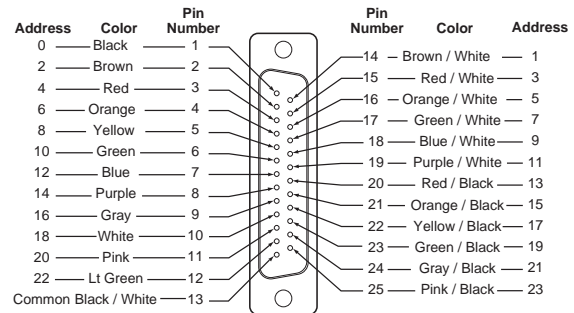 Address Color Pin Number
0 Black 1
2 Brown 2
4 Red 3
6 Orange 4
8 Yellow 5
10 Green 6
12 Blue 7
14 Purple 8
16 Gray 9
18 White 10
20 Pink 11
22 Lt Green 12
Common Black / White 13
Pin Number Color Address
14 Brown / White 1
15 Red / White 3
16 Orange / White 5
17 Green / White 7
18 Blue / White 9
19 Purple / White 11
20 Red / Black 13
21 Orange / Black 15
22 Yellow / Black 17
23 Green / Black 19
24 Gray / Black 21
25 Pink / Black 23